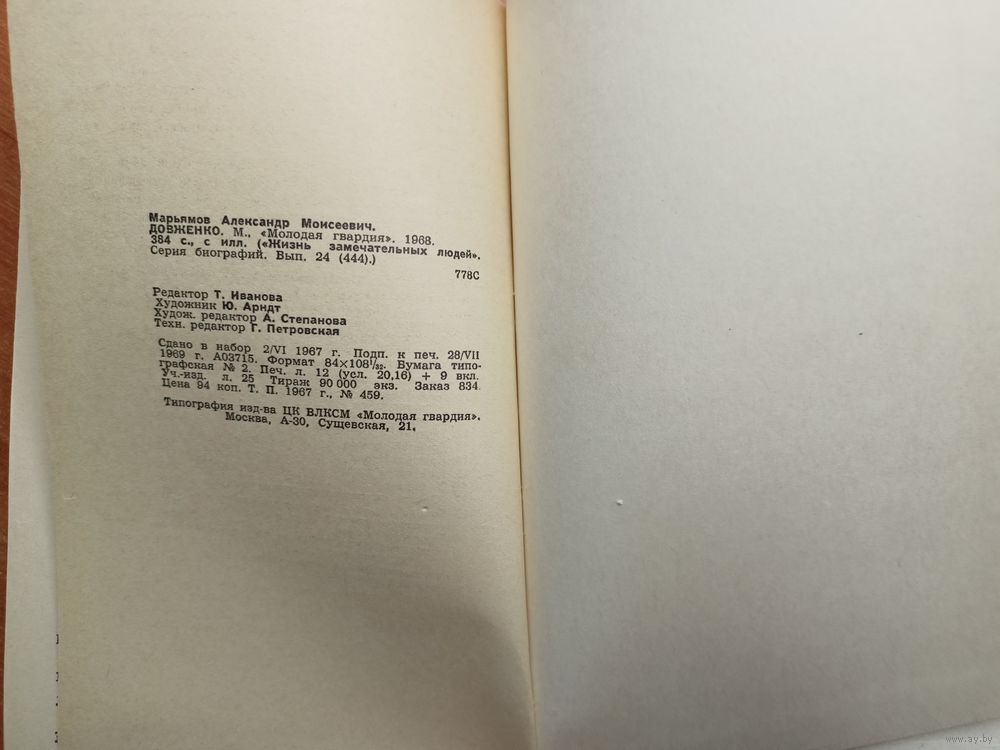 Марьямов Александр Моисеевич.
ДОВЖЕНКО. М., «Молодая гвардия». 1968.
384 с., с илл. («Жизнь замечательных людей».
Серия биографий. Вып. 24 (444).)
778С
Редактор Т. Иванова
Художник Ю. Арндт
Худож. редактор А. Степанова
Техн. редактор Г. Петровская
Сдано в набор 2/VI 1967 г. Подп. к печ. 28/VII
1969 г. А03715. Формат 84×108¹/₃₂. Бумага типо-
графская № 2. Печ. л. 12 (усл. 20,16) + 9 вкл.
Уч.-изд. л. 25 Тираж 90 000 экз. Заказ 834.
Цена 94 коп. Т. П. 1967 г., № 459.
Типография изд-ва ЦК ВЛКСМ «Молодая гвардия».
Москва, А-30, Сущевская, 21.
www.ay.by